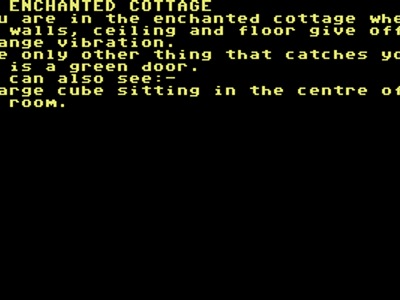 ENCHANTED COTTAGE
u are in the enchanted cottage whe
walls, ceiling and floor give off
ange vibration.
e only other thing that catches yo
is a green door.
can also see:-
arge cube sitting in the centre of
room.